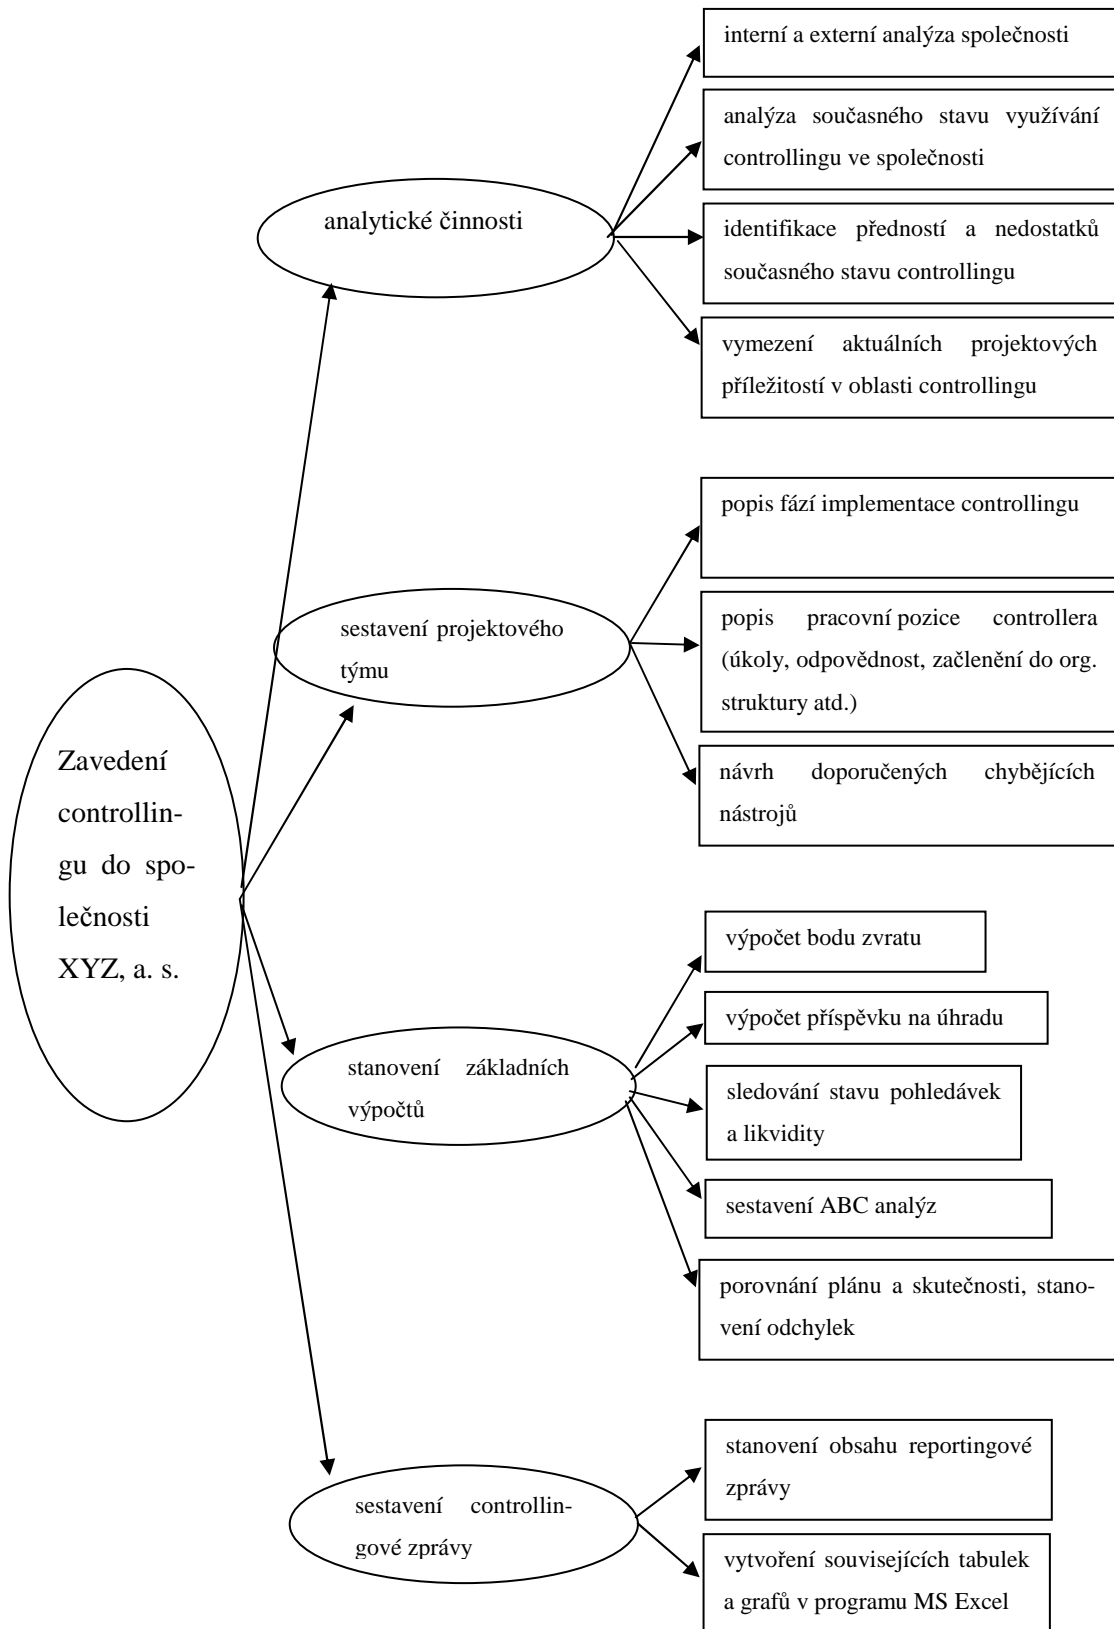 interní a externí analýza společnosti
analýza současného stavu využívání
controllingu ve společnosti
analytické činnosti
identifikace předností a nedostatků
současného stavu controllingu
vymezení aktuálních projektových
příležitostí v oblasti controllingu
popis fází implementace controllingu
sestavení projektového
týmu
popis pracovní pozice controllera
(úkoly, odpovědnost, začlenění do org.
struktury atd.)
návrh doporučených chybějících
nástrojů
Zavedení
controllin-
gu do spo-
lečnosti
XYZ, a. s.
výpočet bodu zvratu
výpočet příspěvku na úhradu
stanovení základních
výpočtů
sledování stavu pohledávek
a likvidity
sestavení ABC analýz
porovnání plánu a skutečnosti, stano-
vení odchylek
stanovení obsahu reportingové
zprávy
sestavení controllin-
gové zprávy
vytvoření souvisejících tabulek
a grafů v programu MS Excel